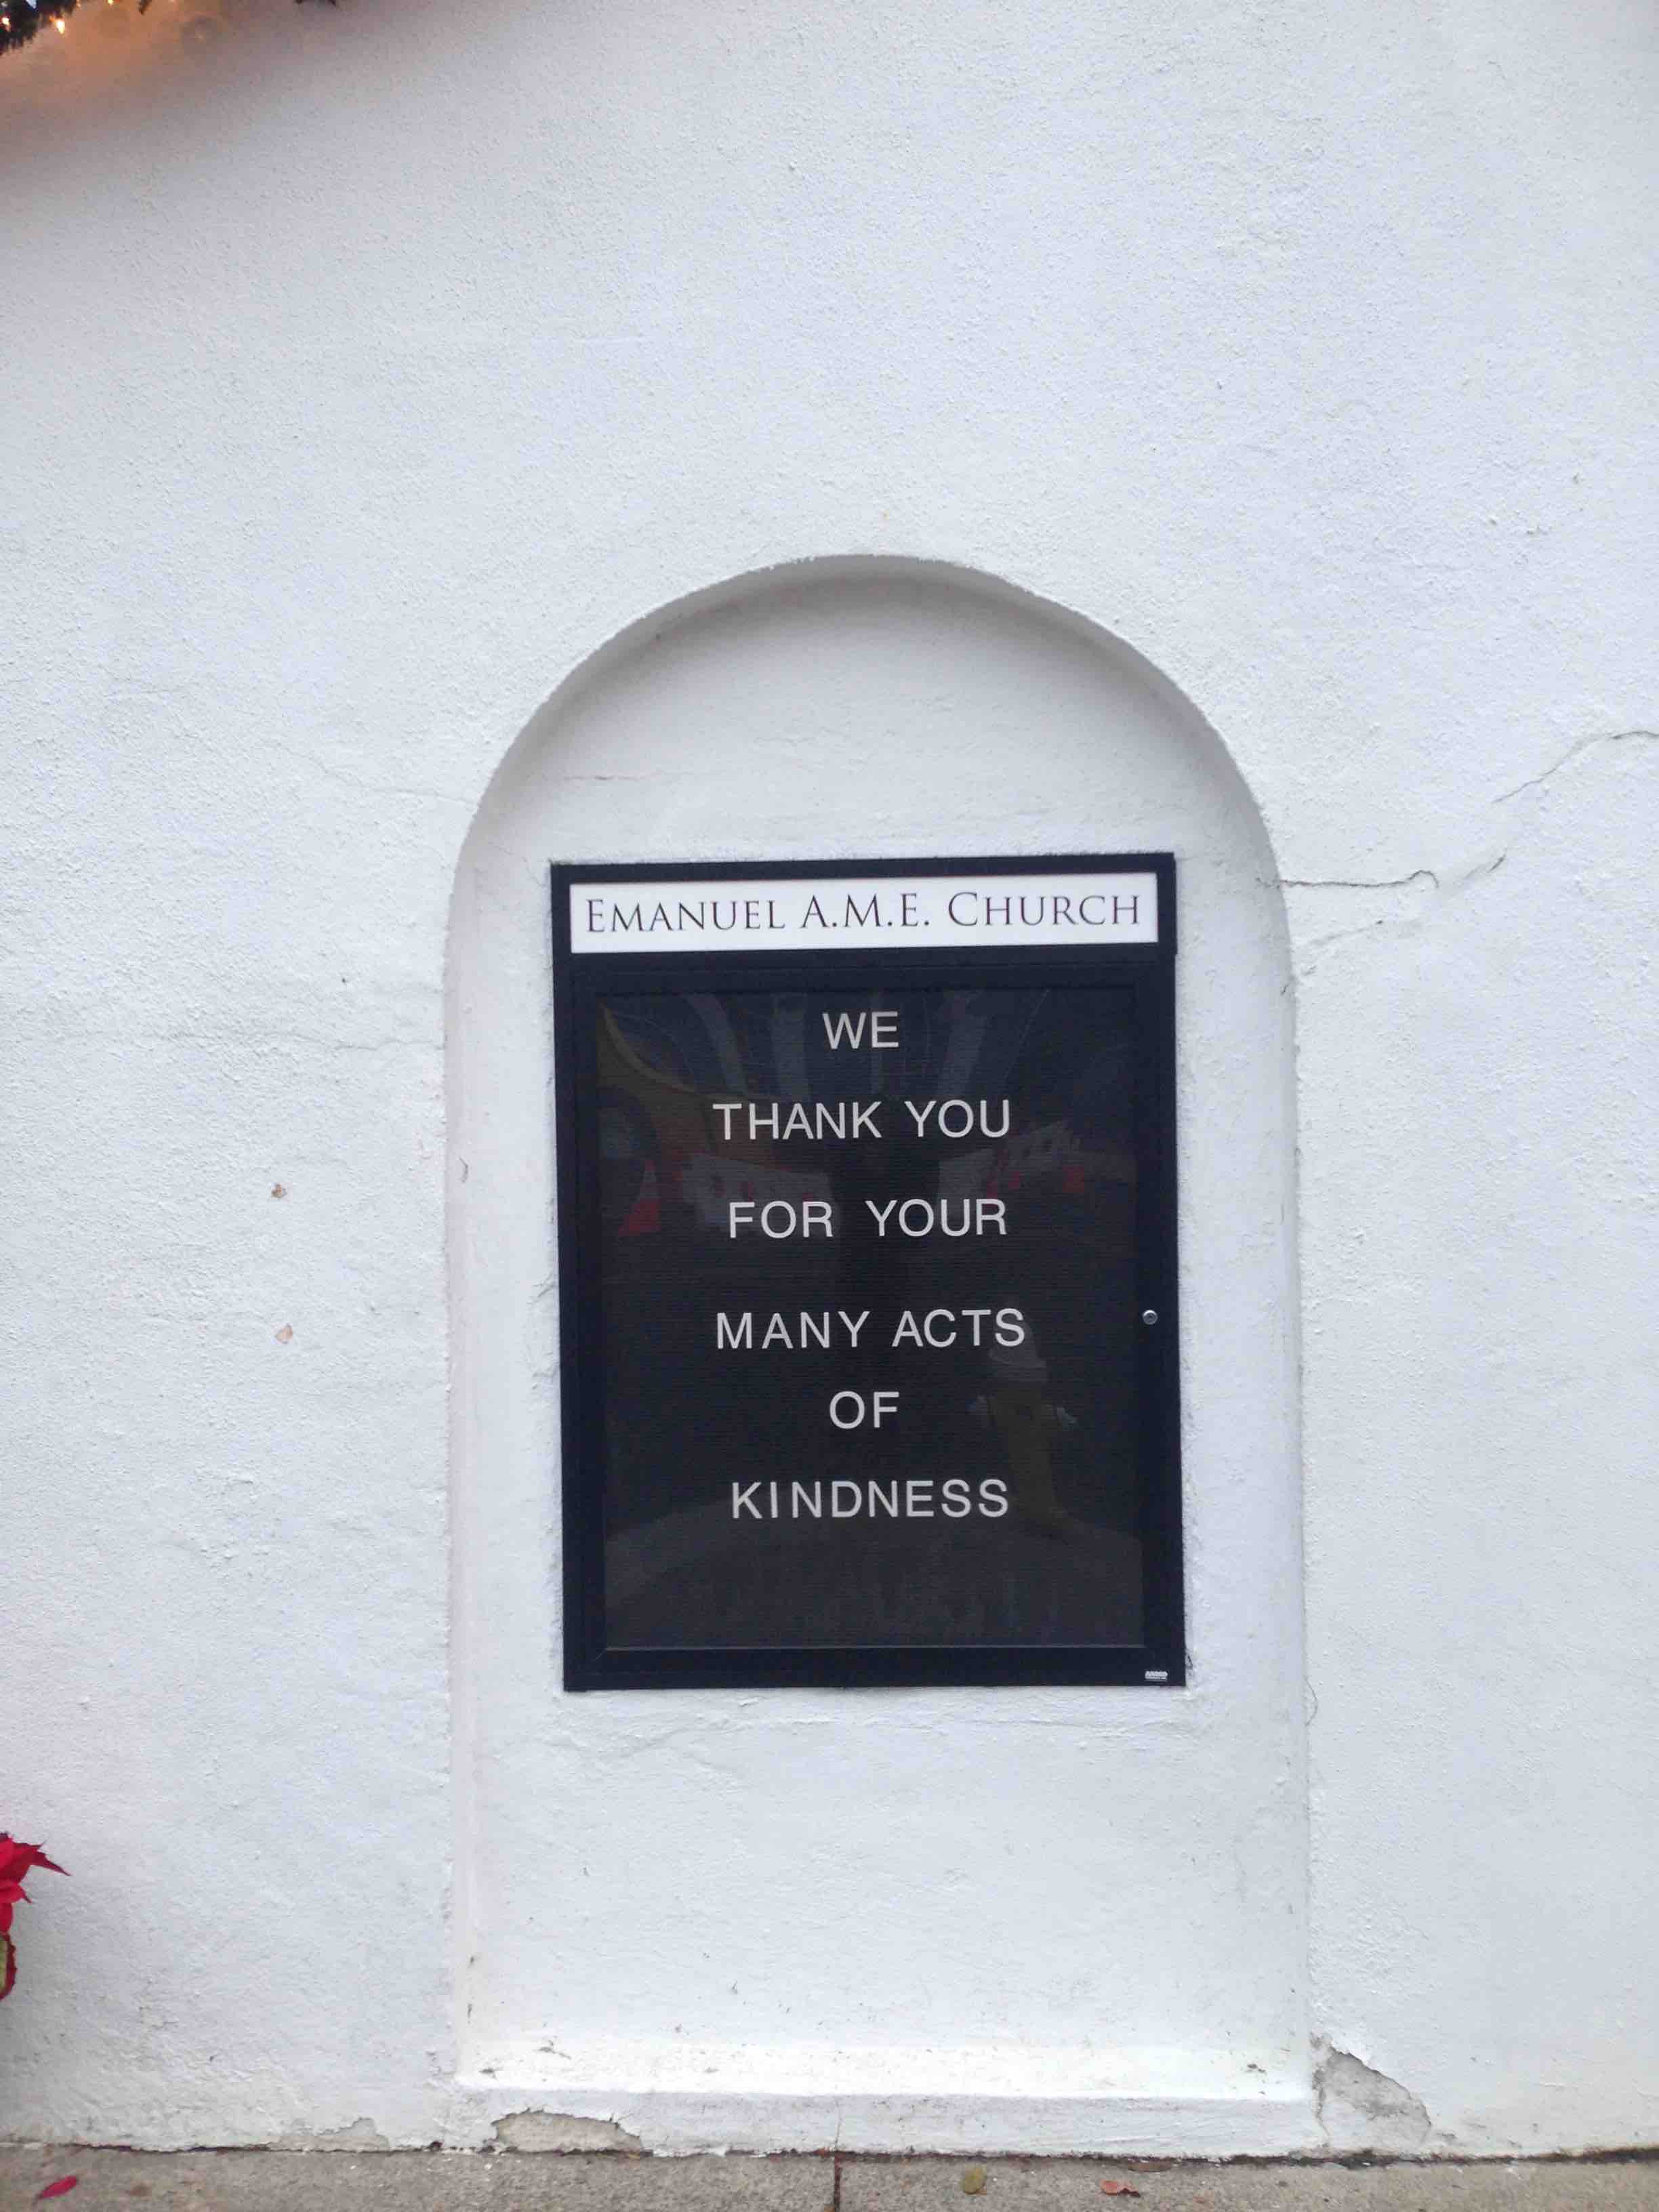 EMANUEL A.M.E. CHURCH
WE
THANK YOU
FOR YOUR
MANY ACTS
OF
KINDNESS